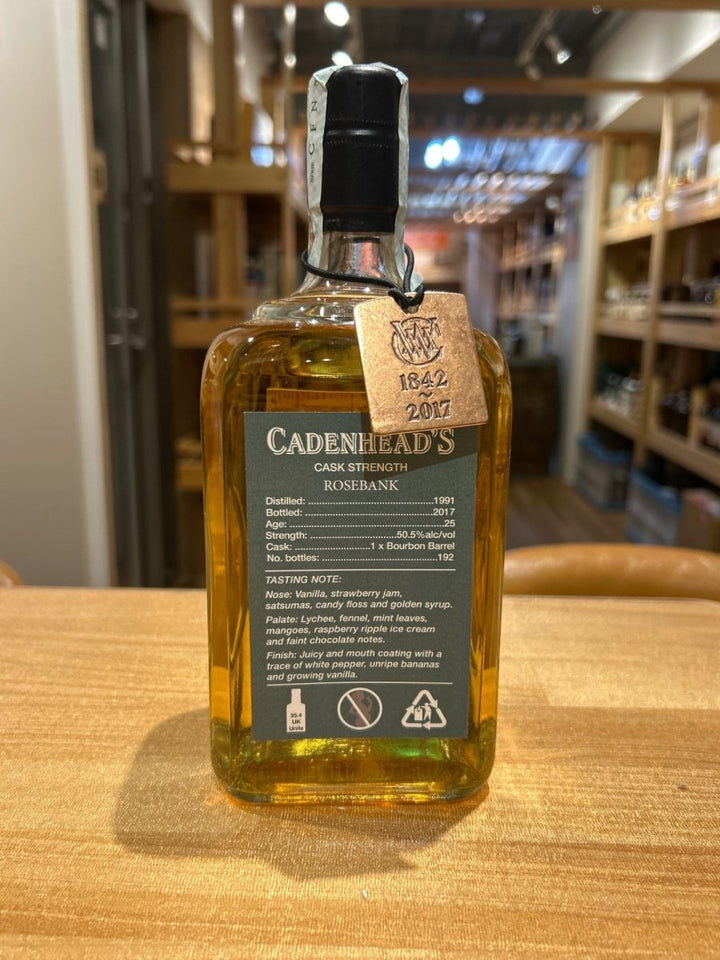 1842
~
2017
CADENHEAD'S
CASK STRENGTH
ROSEBANK
Distilled: ............................................1991
Bottled: ..............................................2017
Age: ......................................................25
Strength: ..............................50.5%alc/vol
Cask: ..........................1 x Bourbon Barrel
No. bottles: ..........................................192
TASTING NOTE:
Nose: Vanilla, strawberry jam,
satsumas, candy floss and golden syrup.
Palate: Lychee, fennel, mint leaves,
mangoes, raspberry ripple ice cream
and faint chocolate notes.
Finish: Juicy and mouth coating with a
trace of white pepper, unripe bananas
and growing vanilla.
35.4
UK
Units